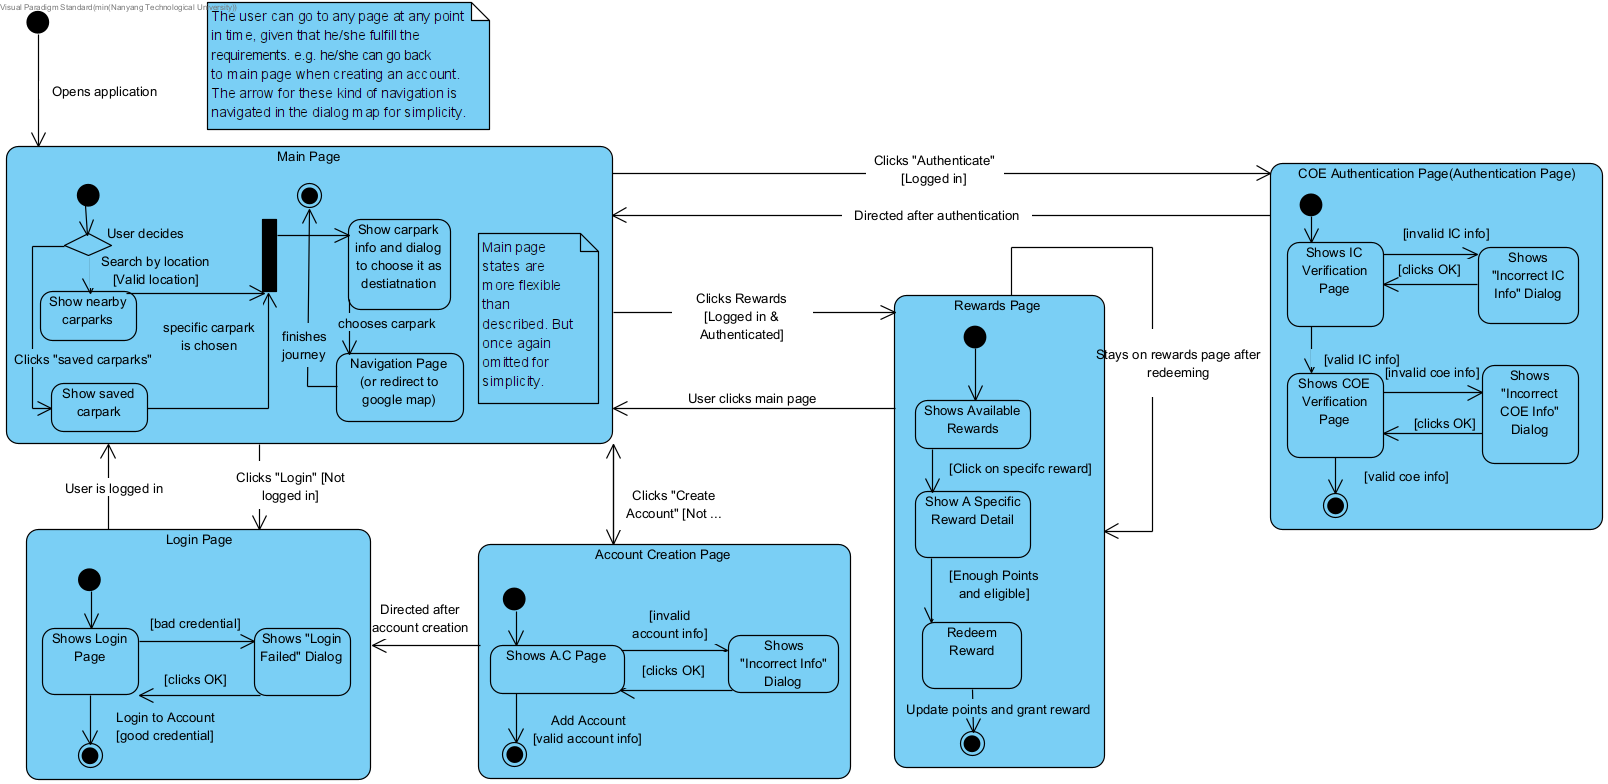 Visual Paradigm Standard(min(Nanyang Technological University))
The user can go to any page at any point
in time, given that he/she fulfill the
requirements. e.g. he/she can go back
to main page when creating an account.
The arrow for these kind of navigation is
navigated in the dialog map for simplicity.
Opens application
Main Page
User decides
Search by location
[Valid location]
Show nearby
carparks
Clicks "saved carparks"
Show saved
carpark
specific carpark
is chosen
Show carpark
info and dialog
to choose it as
destiatnation
chooses carpark
finishes
journey
Navigation Page
(or redirect to
google map)
Main page
states are
more flexible
than
described. But
once again
omitted for
simplicity.
Clicks "Authenticate"
[Logged in]
Directed after authentication
Clicks Rewards
[Logged in &
Authenticated]
User clicks main page
COE Authentication Page(Authentication Page)
Shows IC
Verification
Page
[invalid IC info]
[clicks OK]
Shows
"Incorrect IC
Info" Dialog
[valid IC info]
Shows COE
Verification
Page
[invalid coe info]
[clicks OK]
Shows
"Incorrect
COE Info"
Dialog
[valid coe info]
Rewards Page
Shows Available
Rewards
[Click on specifc reward]
Show A Specific
Reward Detail
[Enough Points
and eligible]
Redeem
Reward
Update points and grant reward
Stays on rewards page after
redeeming
User is logged in
Clicks "Login" [Not
logged in]
Clicks "Create
Account" [Not ...
Login Page
Shows Login
Page
[bad credential]
[clicks OK]
Shows "Login
Failed" Dialog
Login to Account
[good credential]
Directed after
account creation
Account Creation Page
Shows A.C Page
[invalid
account info]
[clicks OK]
Shows
"Incorrect Info"
Dialog
Add Account
[valid account info]